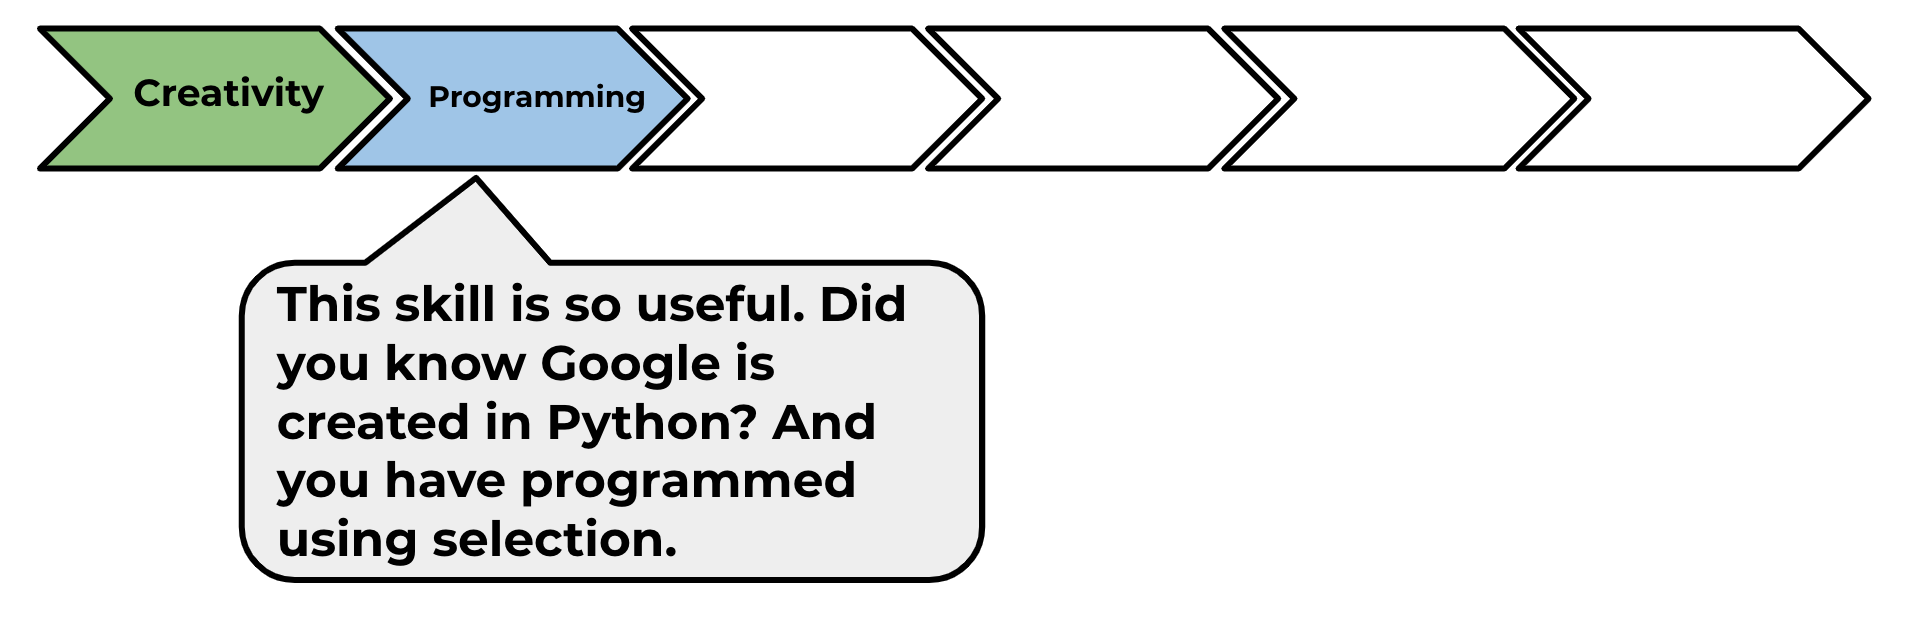 Creativity
Programming
This skill is so useful. Did
you know Google is
created in Python? And
you have programmed
using selection.